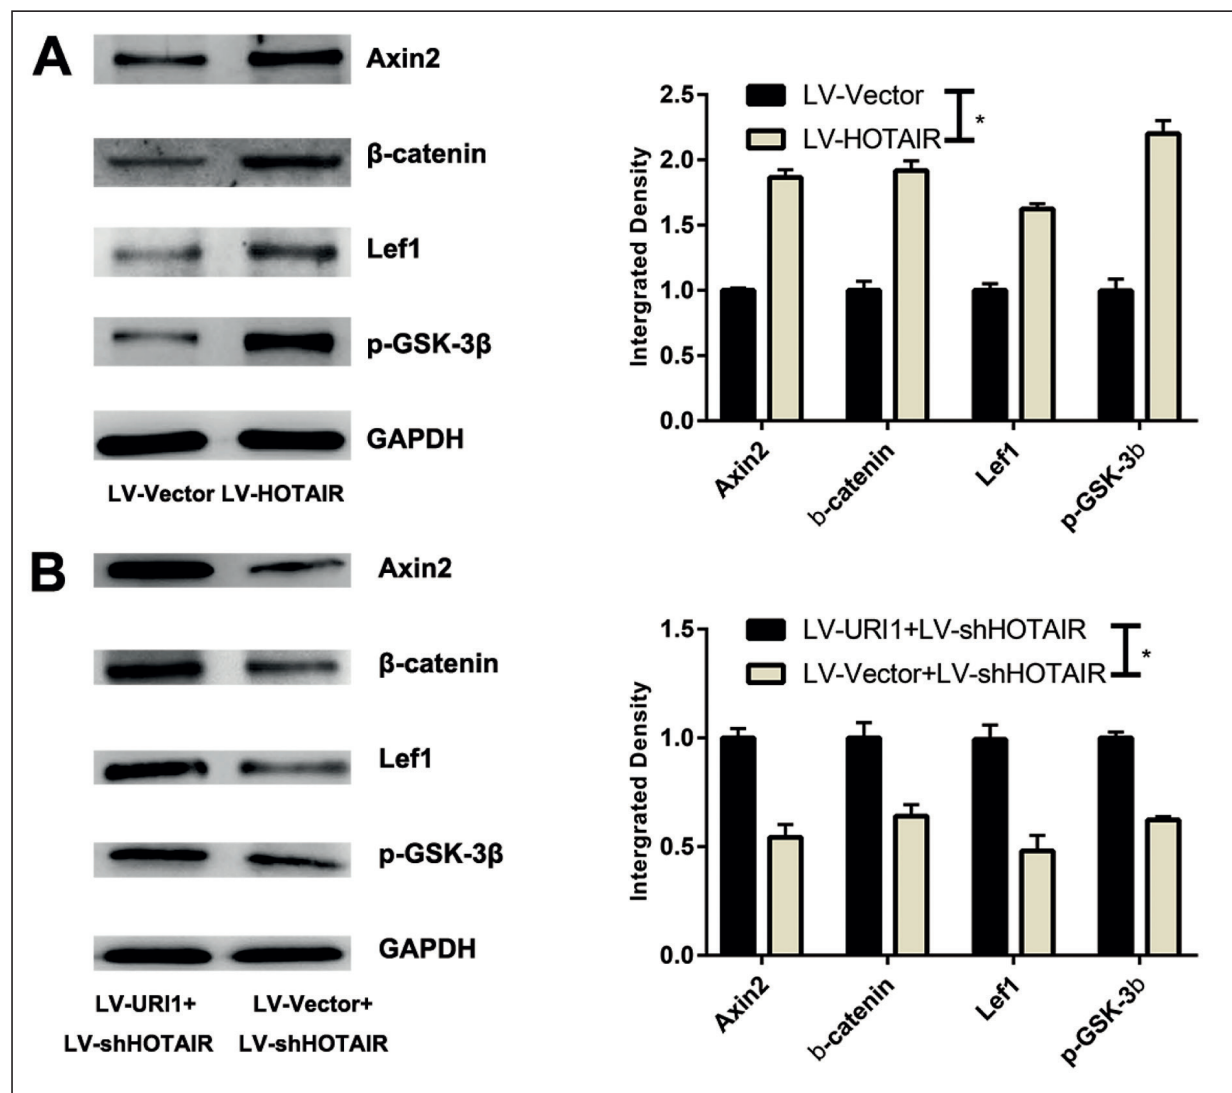 A
Axin2
β-catenin
Lef1
p-GSK-3β
GAPDH
LV-Vector LV-HOTAIR
LV-Vector
LV-HOTAIR
*
Intergrated Density
2.5
2.0
1.5
1.0
0.5
0.0
Axin2
b-catenin
Lef1
p-GSK-3b
B
Axin2
β-catenin
Lef1
p-GSK-3β
GAPDH
LV-URI1+ LV-Vector+
LV-shHOTAIR LV-shHOTAIR
LV-URI1+LV-shHOTAIR
LV-Vector+LV-shHOTAIR
*
Intergrated Density
1.5
1.0
0.5
0.0
Axin2
b-catenin
Lef1
p-GSK-3b